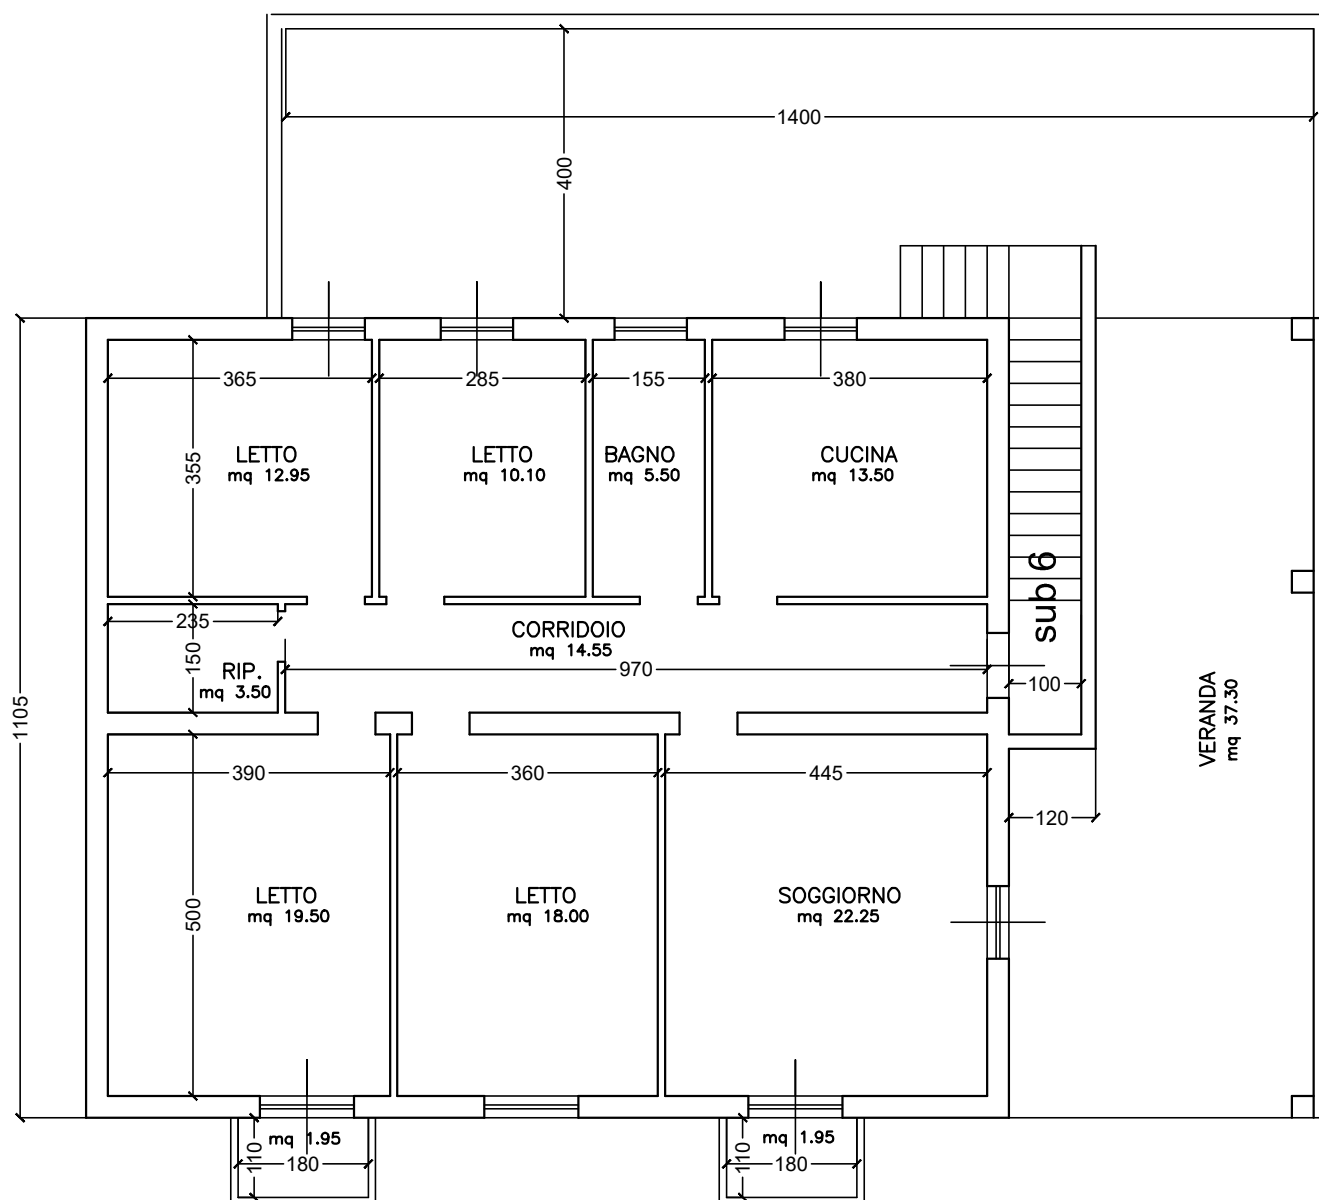 1400
400
365
285
155
380
LETTO
mq 12.95
LETTO
mq 10.10
BAGNO
mq 5.50
CUCINA
mq 13.50
355
sub 6
235
150
RIP.
mq 3.50
CORRIDOIO
mq 14.55
970
100
1105
VERANDA
mq 37.30
390
360
445
120
500
LETTO
mq 19.50
LETTO
mq 18.00
SOGGIORNO
mq 22.25
110
mq 1.95
180
110
mq 1.95
180